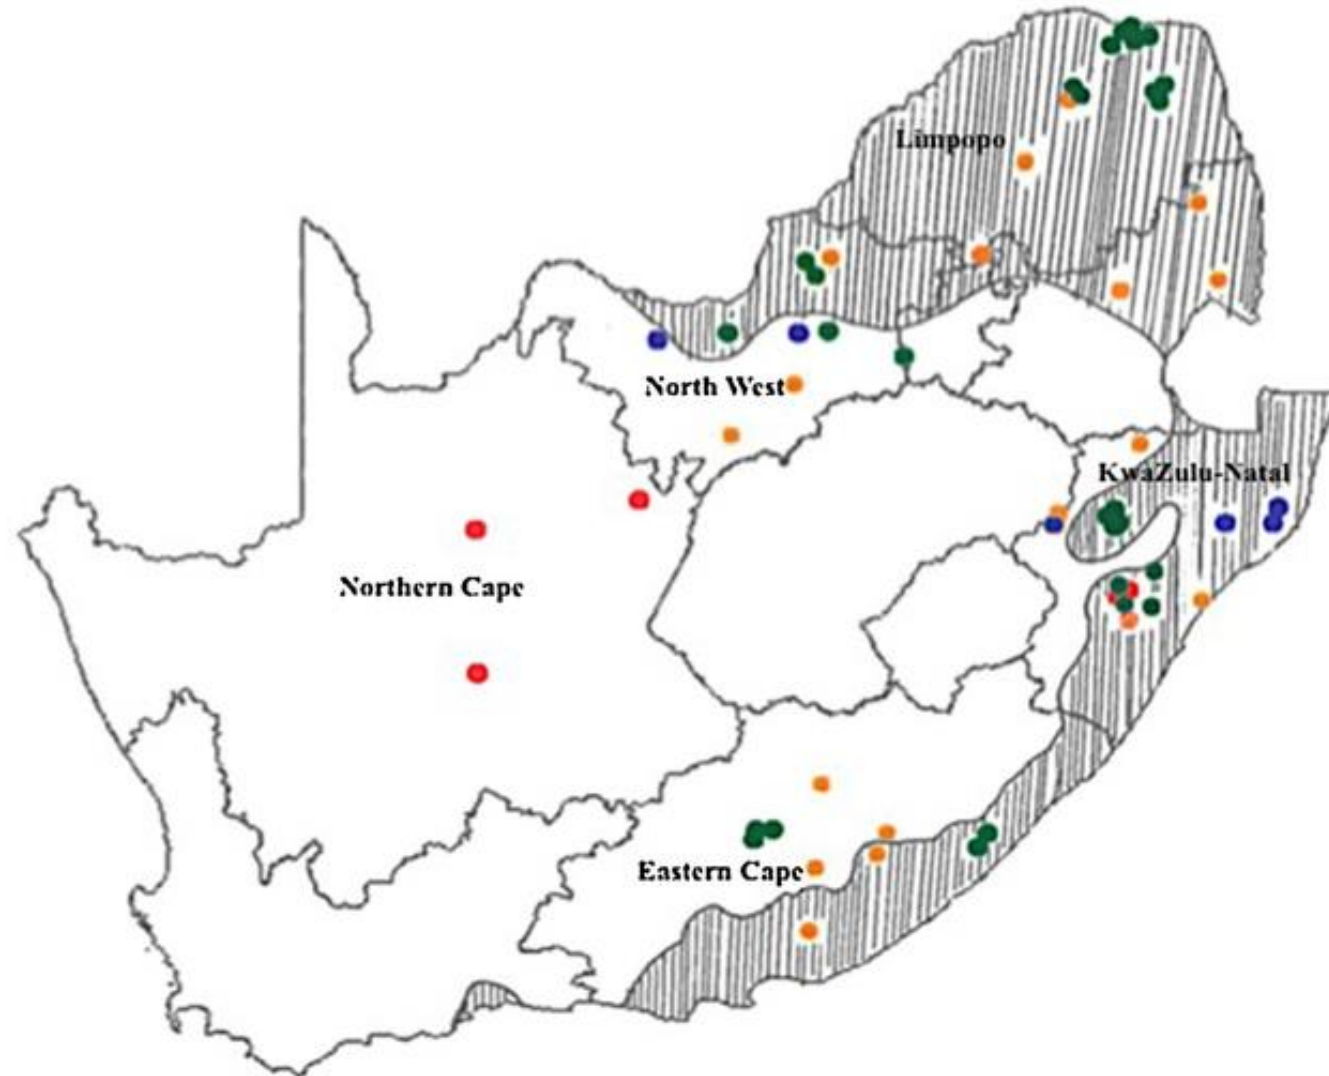 Limpopo
North West
KwaZulu-Natal
Northern Cape
Eastern Cape